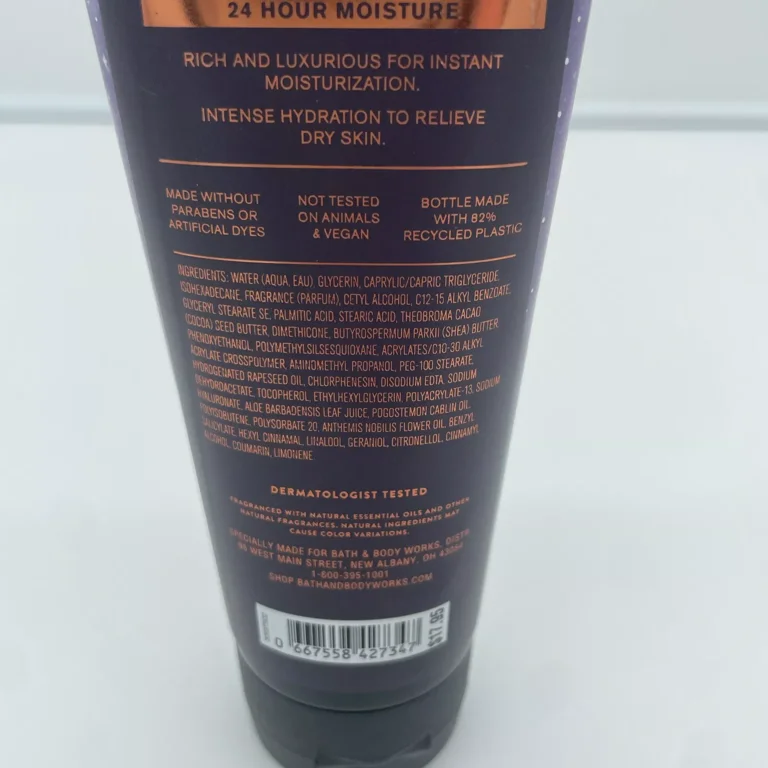 24 HOUR MOISTURE
RICH AND LUXURIOUS FOR INSTANT
MOISTURIZATION.
INTENSE HYDRATION TO RELIEVE
DRY SKIN.
MADE WITHOUT
PARABENS OR
ARTIFICIAL DYES
NOT TESTED
ON ANIMALS
& VEGAN
BOTTLE MADE
WITH 82%
RECYCLED PLASTIC
INGREDIENTS: WATER (AQUA, EAU), GLYCERIN, CAPRYLIC/CAPRIC TRIGLYCERIDE,
ISOHEXADECANE, FRAGRANCE (PARFUM), CETYL ALCOHOL, C12-15 ALKYL BENZOATE,
GLYCERYL STEARATE SE, PALMITIC ACID, STEARIC ACID, THEOBROMA CACAO
(COCOA) SEED BUTTER, DIMETHICONE, BUTYROSPERMUM PARKII (SHEA) BUTTER,
PHENOXYETHANOL, POLYMETHYLSILSESQUIOXANE, ACRYLATES/C10-30 ALKYL
ACRYLATE CROSSPOLYMER, AMINOMETHYL PROPANOL, PEG-100 STEARATE,
HYDROGENATED RAPESEED OIL, CHLORPHENESIN, DISODIUM EDTA, SODIUM
DEHYDROACETATE, TOCOPHEROL, ETHYLHEXYLGLYCERIN, POLYACRYLATE-13, SODIUM
HYALURONATE, ALOE BARBADENSIS LEAF JUICE, POGOSTEMON CABLIN OIL,
POLYISOBUTENE, POLYSORBATE 20, ANTHEMIS NOBILIS FLOWER OIL, BENZYL
SALICYLATE, HEXYL CINNAMAL, LINALOOL, GERANIOL, CITRONELLOL, CINNAMYL
ALCOHOL, COUMARIN, LIMONENE.
DERMATOLOGIST TESTED
FRAGRANCED WITH NATURAL ESSENTIAL OILS AND OTHER
NATURAL FRAGRANCES. NATURAL INGREDIENTS MAY
CAUSE COLOR VARIATIONS.
SPECIALLY MADE FOR BATH & BODY WORKS, DISTR.
95 WEST MAIN STREET, NEW ALBANY, OH 43054
1-800-395-1001
SHOP BATHANDBODYWORKS.COM
0 667558 427347
$17.95